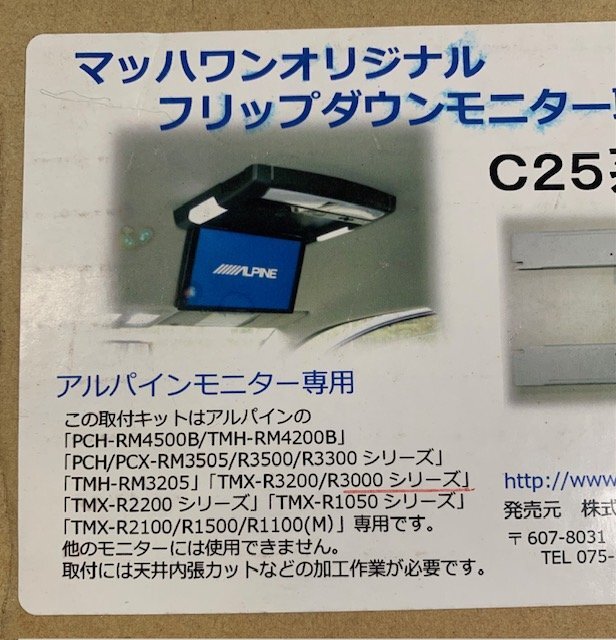 マッハワンオリジナル
フリップダウンモニター
C25
ALPINE
アルパインモニター専用
この取付キットはアルパインの
「PCH-RM4500B/TMH-RM4200B」
「PCH/PCX-RM3505/R3500/R3300 シリーズ」
「TMH-RM3205」「TMX-R3200/R3000 シリーズ」
「TMX-R2200 シリーズ」「TMX-R1050 シリーズ」
「TMX-R2100/R1500/R1100(M)」専用です。
他のモニターには使用できません。
取付には天井内張カットなどの加工作業が必要です。
http://www
発売元 株式
〒607-8031
TEL 075-